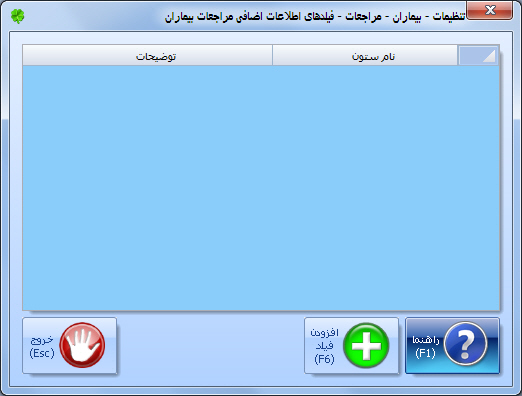 تنظیمات - بیماران - مراجعات - فیلدهای اطلاعات اضافی مراجعات بیماران
نام ستون
توضیحات
راهنما
(F1)
افزودن
فیلد
(F6)
خروج
(Esc)